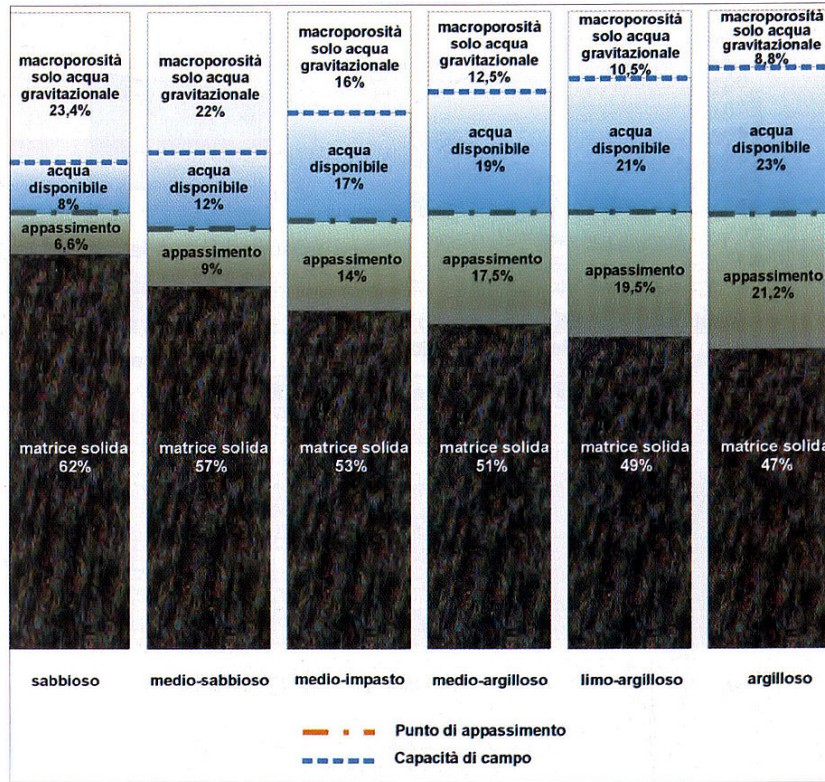 macroporosità
solo acqua
gravitazionale
23,4%
acqua
disponibile
8%
appassimento
6,6%
matrice solida
62%
sabbioso
macroporosità
solo acqua
gravitazionale
22%
acqua
disponibile
12%
appassimento
9%
matrice solida
57%
medio-sabbioso
macroporosità
solo acqua
gravitazionale
16%
acqua
disponibile
17%
appassimento
14%
matrice solida
53%
medio-impasto
macroporosità
solo acqua
gravitazionale
12,5%
acqua
disponibile
19%
appassimento
17,5%
matrice solida
51%
medio-argilloso
macroporosità
solo acqua
gravitazionale
10,5%
acqua
disponibile
21%
appassimento
19,5%
matrice solida
49%
limo-argilloso
macroporosità
solo acqua
gravitazionale
8,8%
acqua
disponibile
23%
appassimento
21,2%
matrice solida
47%
argilloso
Punto di appassimento
Capacità di campo